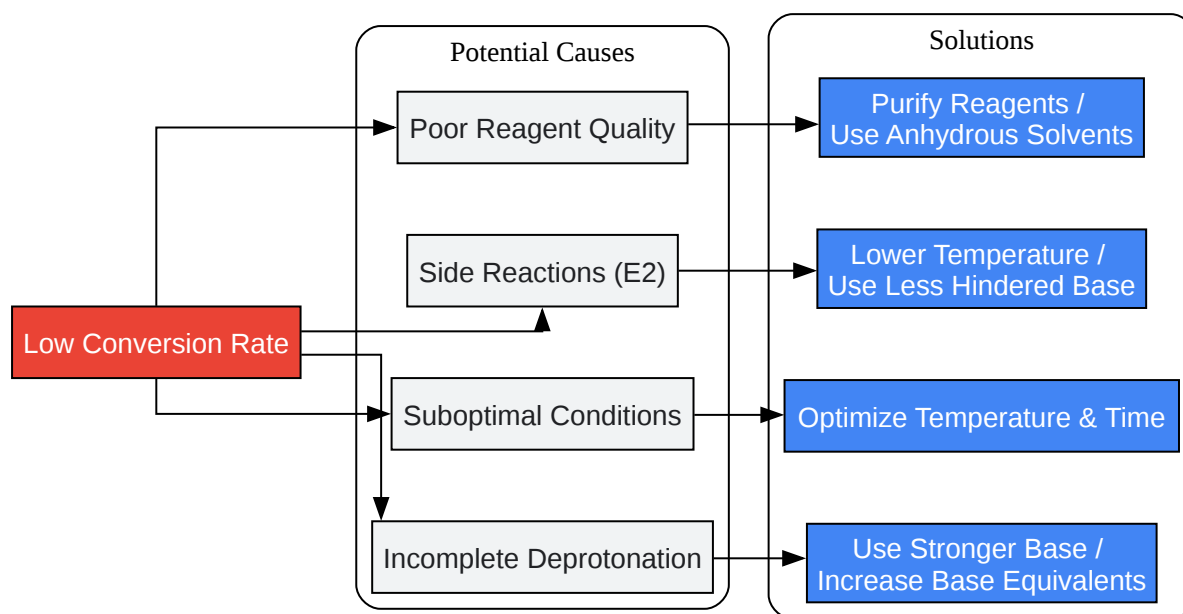 Low Conversion Rate
Potential Causes
Poor Reagent Quality
Side Reactions (E2)
Suboptimal Conditions
Incomplete Deprotonation
Solutions
Purify Reagents /
Use Anhydrous Solvents
Lower Temperature /
Use Less Hindered Base
Optimize Temperature & Time
Use Stronger Base /
Increase Base Equivalents